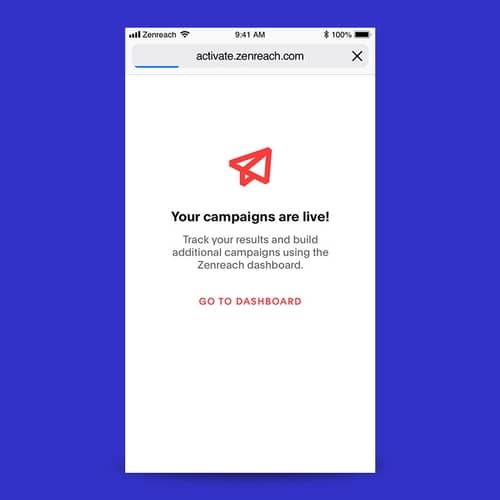 Zenreach 9:41 AM 100%
activate.zenreach.com
Your campaigns are live!
Track your results and build
additional campaigns using the
Zenreach dashboard.
GO TO DASHBOARD